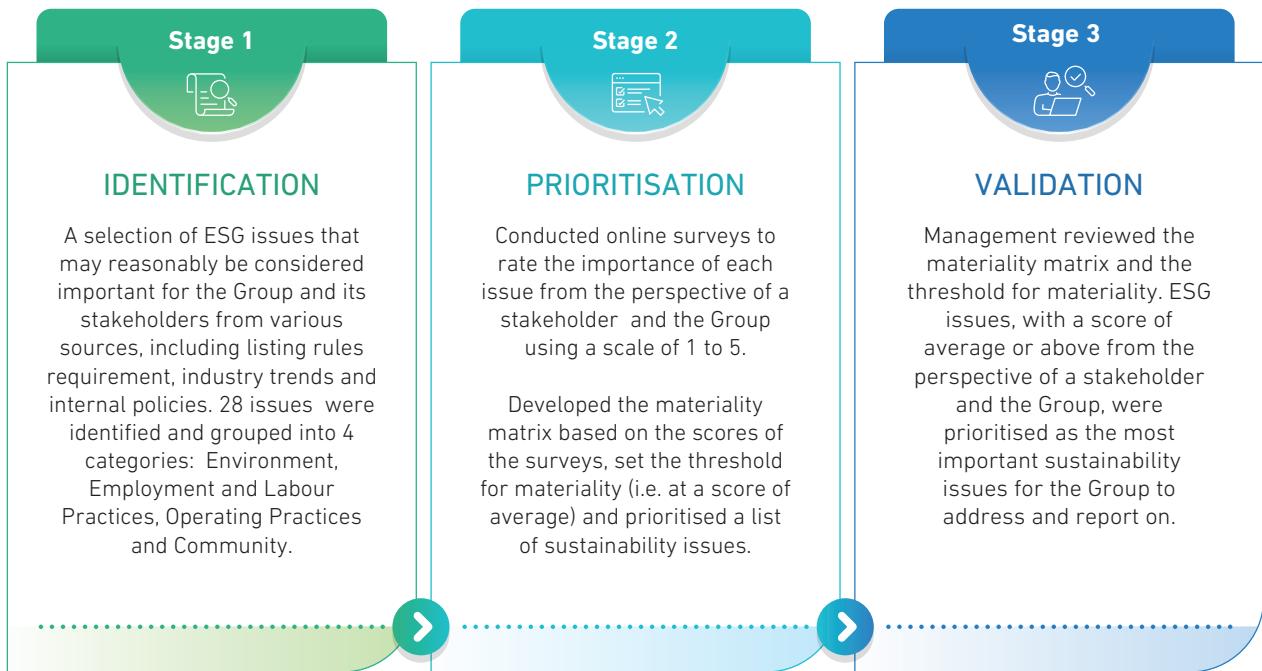 Stage 1
IDENTIFICATION
A selection of ESG issues that
may reasonably be considered
important for the Group and its
stakeholders from various
sources, including listing rules
requirement, industry trends and
internal policies. 28 issues were
identified and grouped into 4
categories: Environment,
Employment and Labour
Practices, Operating Practices
and Community.
Stage 2
PRIORITISATION
Conducted online surveys to
rate the importance of each
issue from the perspective of a
stakeholder and the Group
using a scale of 1 to 5.
Developed the materiality
matrix based on the scores of
the surveys, set the threshold
for materiality (i.e. at a score of
average) and prioritised a list
of sustainability issues.
Stage 3
VALIDATION
Management reviewed the
materiality matrix and the
threshold for materiality. ESG
issues, with a score of
average or above from the
perspective of a stakeholder
and the Group, were
prioritised as the most
important sustainability
issues for the Group to
address and report on.